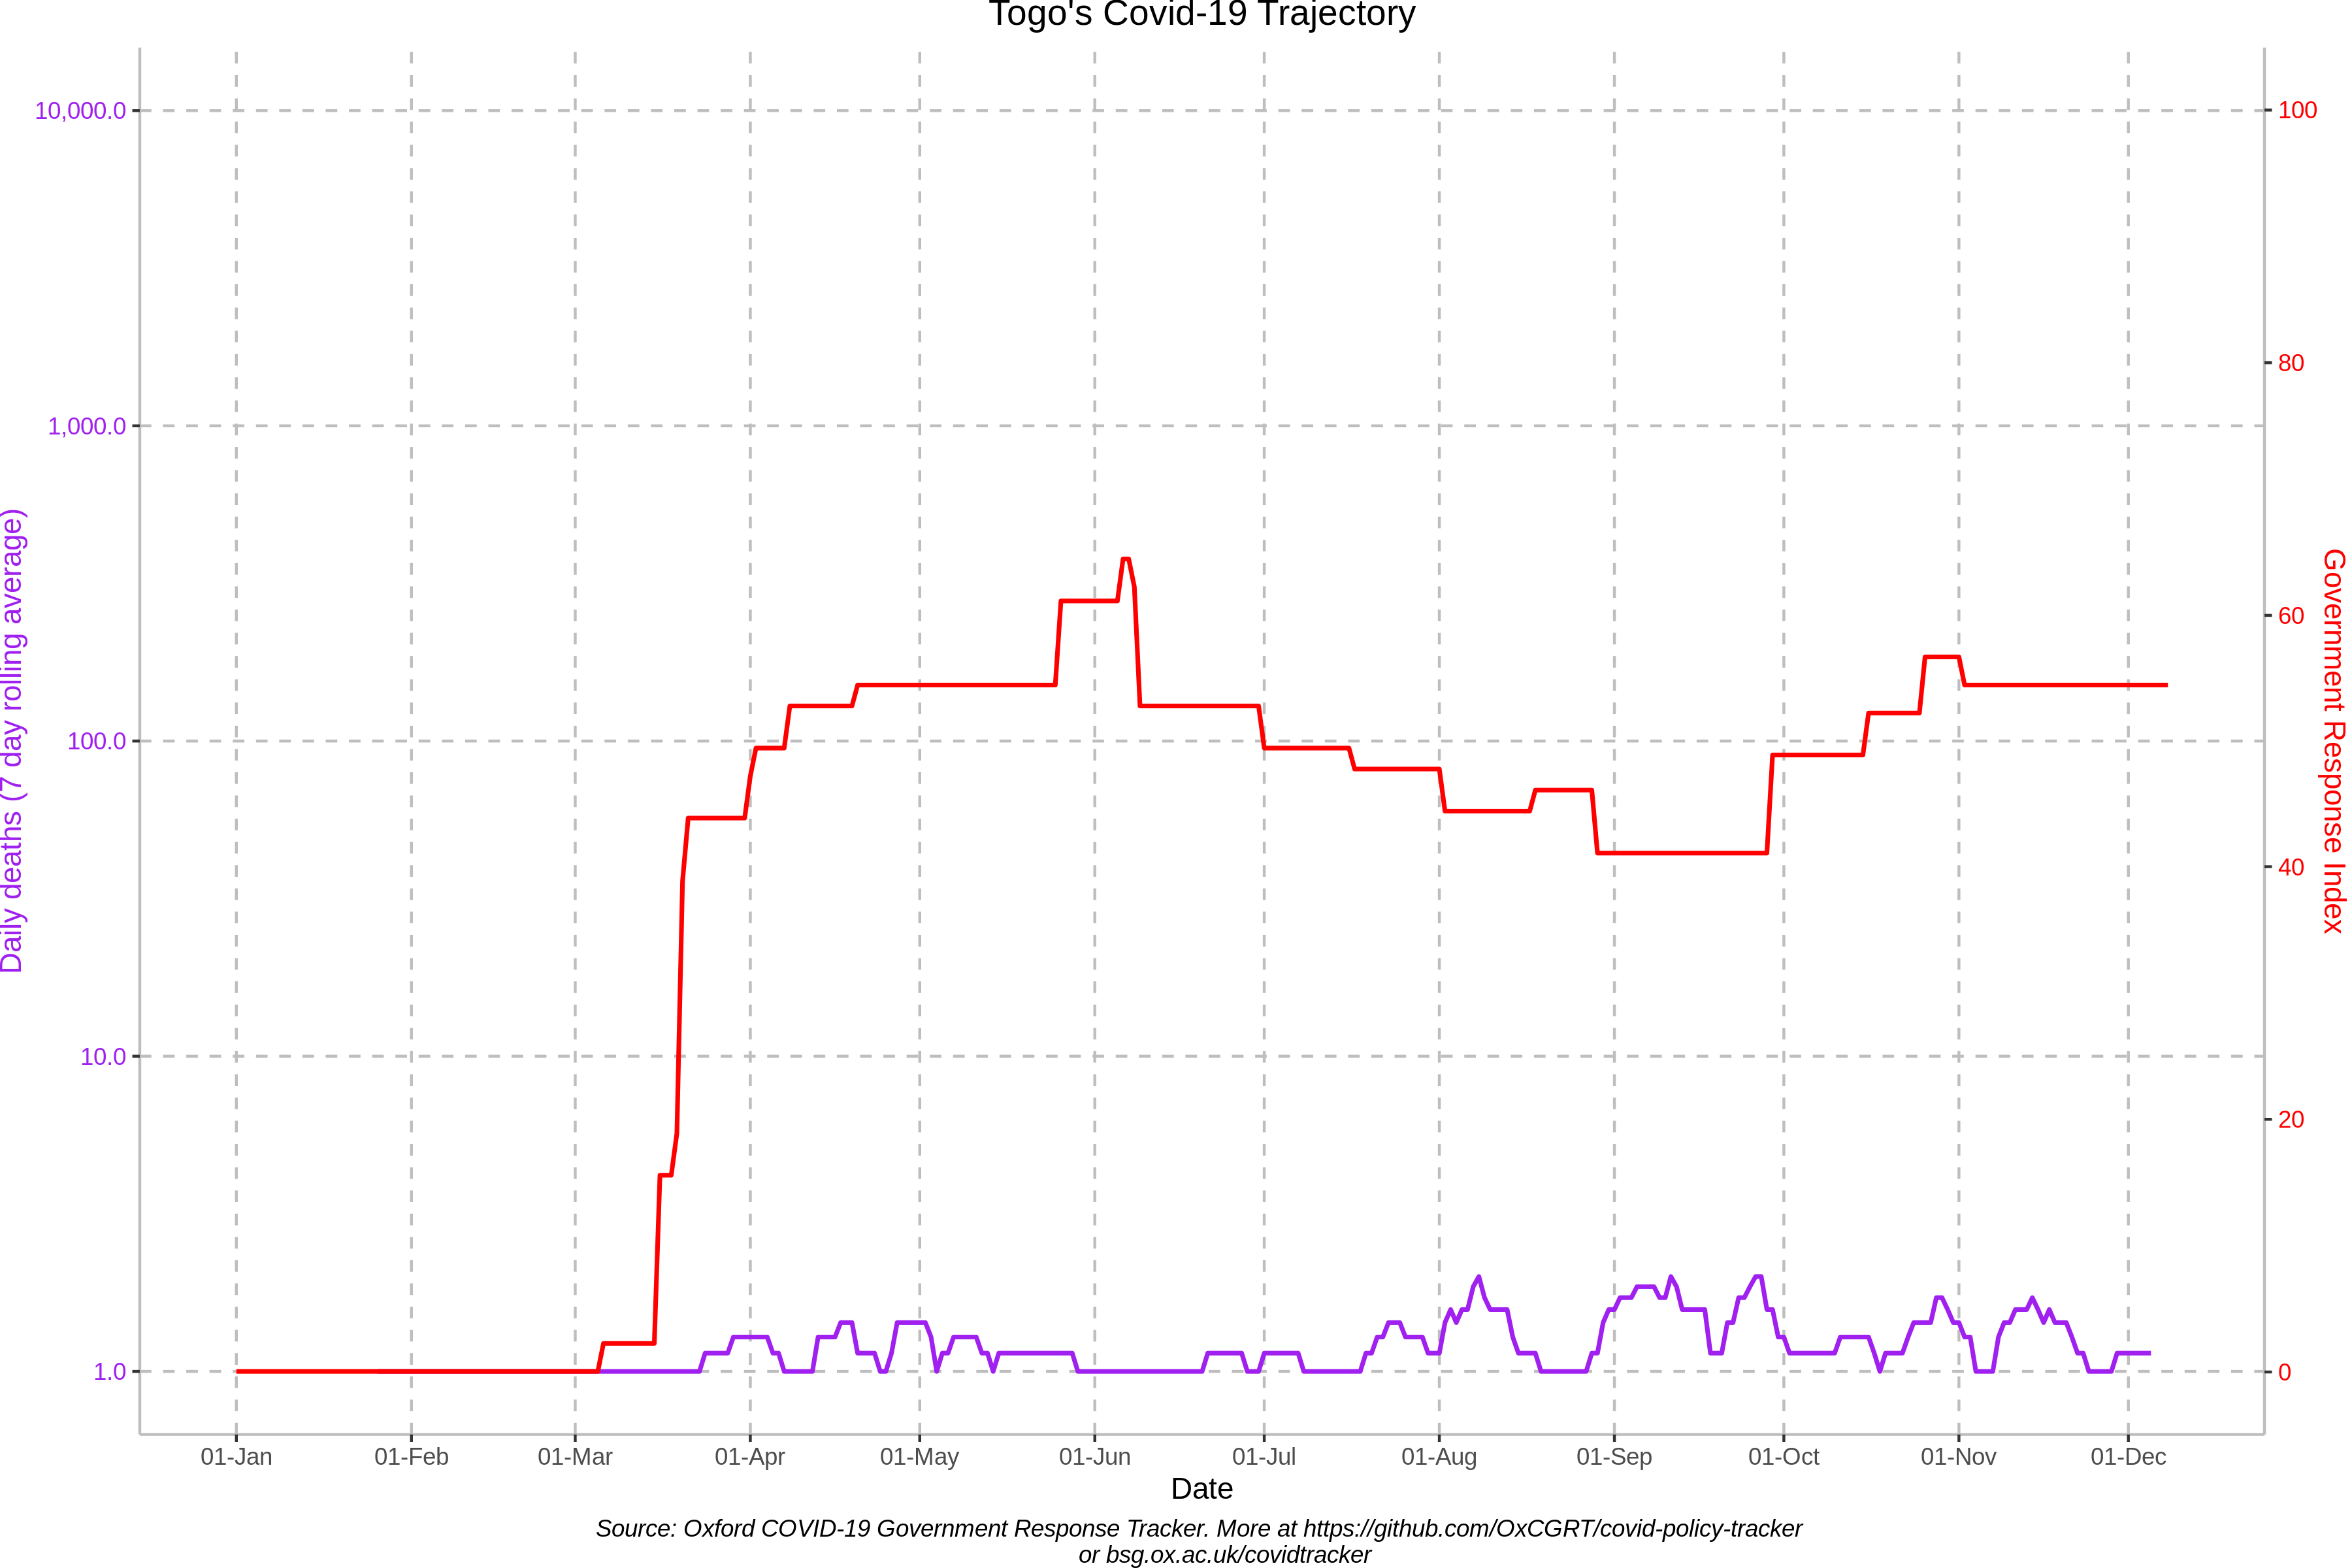 Togo's Covid-19 Trajectory
10,000.0
1,000.0
100.0
10.0
1.0
Daily deaths (7 day rolling average)
100
80
60
40
20
0
Government Response Index
01-Jan
01-Feb
01-Mar
01-Apr
01-May
01-Jun
01-Jul
01-Aug
01-Sep
01-Oct
01-Nov
01-Dec
Date
Source: Oxford COVID-19 Government Response Tracker. More at https://github.com/OxCGRT/covid-policy-tracker
or bsg.ox.ac.uk/covidtracker